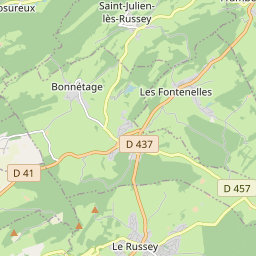 Saint-Julien-
lès-Russey
Bonnétage
Les Fontenelles
D 437
D 41
D 457
Le Russey